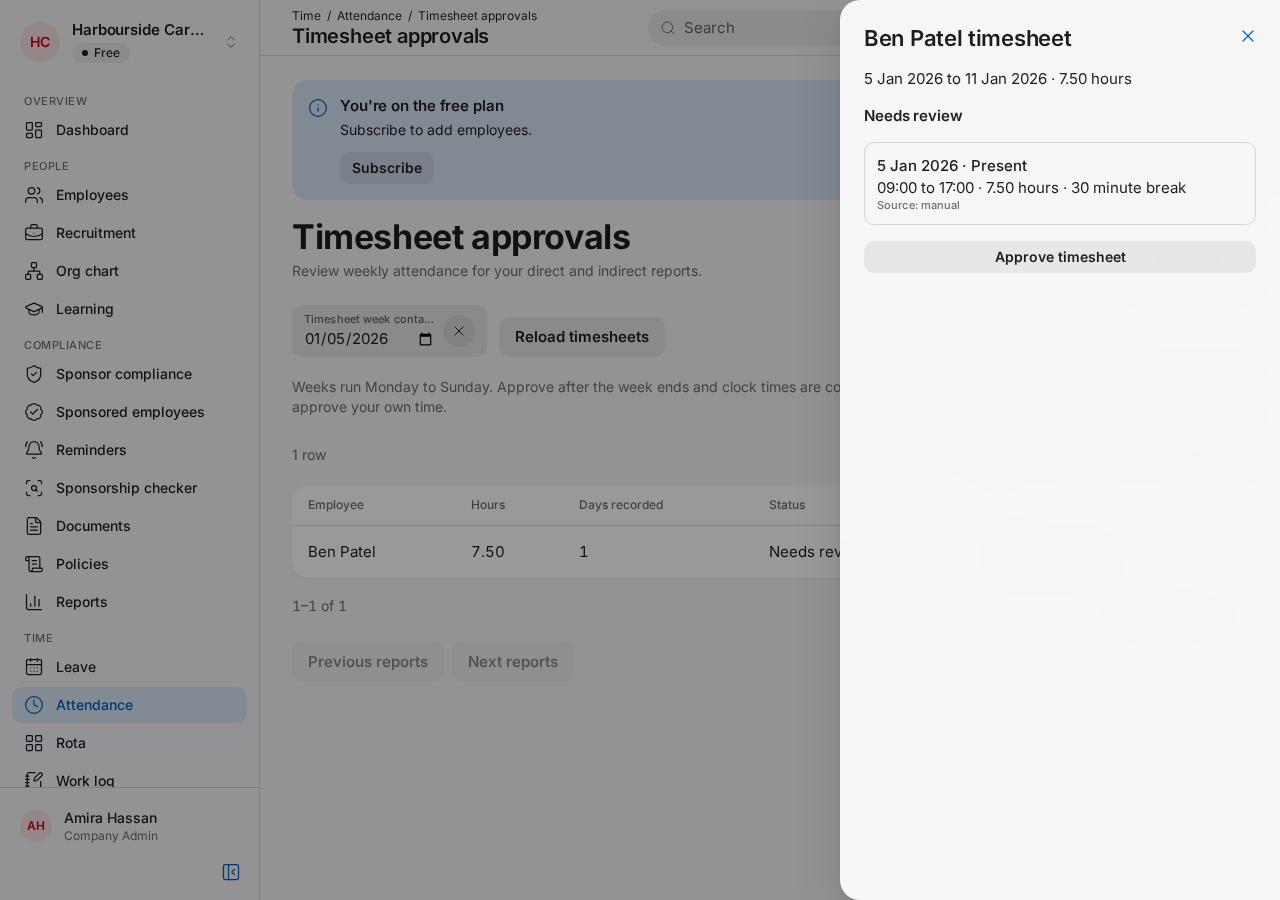 HC
Harbourside Car...
Free
OVERVIEW
Dashboard
PEOPLE
Employees
Recruitment
Org chart
Learning
COMPLIANCE
Sponsor compliance
Sponsored employees
Reminders
Sponsorship checker
Documents
Policies
Reports
TIME
Leave
Attendance
Rota
Work log
AH
Amira Hassan
Company Admin
Time / Attendance / Timesheet approvals
Timesheet approvals
Search
You're on the free plan
Subscribe to add employees.
Subscribe
Timesheet approvals
Review weekly attendance for your direct and indirect reports.
Timesheet week conta...
01/05/2026
Reload timesheets
Weeks run Monday to Sunday. Approve after the week ends and clock times are
approve your own time.
1 row
Employee Hours Days recorded Status
Ben Patel 7.50 1 Needs
1–1 of 1
Previous reports Next reports
Ben Patel timesheet
5 Jan 2026 to 11 Jan 2026 · 7.50 hours
Needs review
5 Jan 2026 · Present
09:00 to 17:00 · 7.50 hours · 30 minute break
Source: manual
Approve timesheet